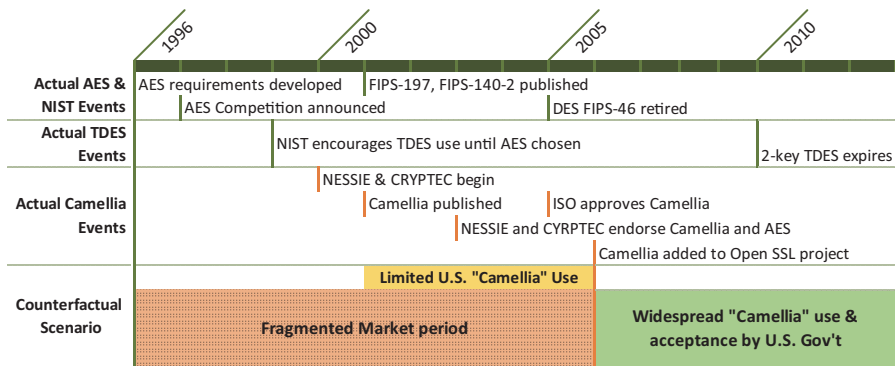 1996
2000
2005
2010
Actual AES &
NIST Events
AES requirements developed
FIPS-197, FIPS-140-2 published
AES Competition announced
DES FIPS-46 retired
Actual TDES
Events
NIST encourages TDES use until AES chosen
2-key TDES expires
Actual Camellia
Events
NESSIE & CRYPTEC begin
Camellia published
ISO approves Camellia
NESSIE and CYRPTEC endorse Camellia and AES
Camellia added to Open SSL project
Counterfactual
Scenario
Limited U.S. "Camellia" Use
Fragmented Market period
Widespread "Camellia" use &
acceptance by U.S. Gov't